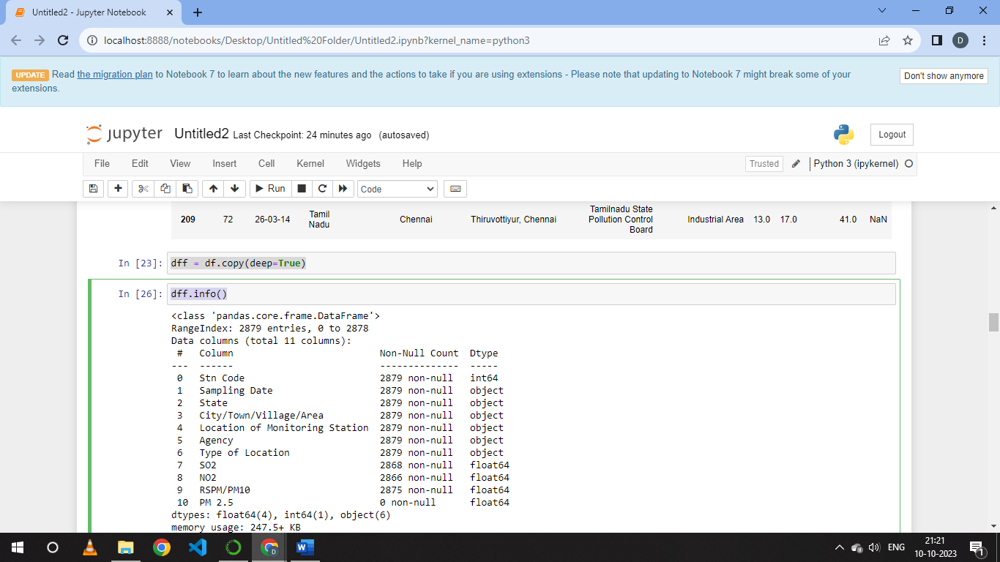 Untitled2 - Jupyter Notebook
localhost:8888/notebooks/Desktop/Untitled%20Folder/Untitled2.ipynb?kernel_name=python3
D
UPDATE Read the migration plan to Notebook 7 to learn about the new features and the actions to take if you are using extensions - Please note that updating to Notebook 7 might break some of your
extensions.
Don't show anymore
jupyter Untitled2 Last Checkpoint: 24 minutes ago (autosaved)
Logout
File Edit View Insert Cell Kernel Widgets Help
Trusted Python 3 (ipykernel)
Run Code
209 72 26-03-14 Tamil Nadu Chennai Thiruvottiyur, Chennai Tamilnadu State Pollution Control Board Industrial Area 13.0 17.0 41.0 NaN
In [23]: dff = df.copy(deep=True)
In [26]: dff.info()
<class 'pandas.core.frame.DataFrame'>
RangeIndex: 2879 entries, 0 to 2878
Data columns (total 11 columns):
# Column Non-Null Count Dtype
--- ------ -------------- -----
0 Stn Code 2879 non-null int64
1 Sampling Date 2879 non-null object
2 State 2879 non-null object
3 City/Town/Village/Area 2879 non-null object
4 Location of Monitoring Station 2879 non-null object
5 Agency 2879 non-null object
6 Type of Location 2879 non-null object
7 SO2 2868 non-null float64
8 NO2 2866 non-null float64
9 RSPM/PM10 2875 non-null float64
10 PM 2.5 0 non-null float64
dtypes: float64(4), int64(1), object(6)
memory usage: 247.5+ KB
D
W
ENG
21:21
10-10-2023
1